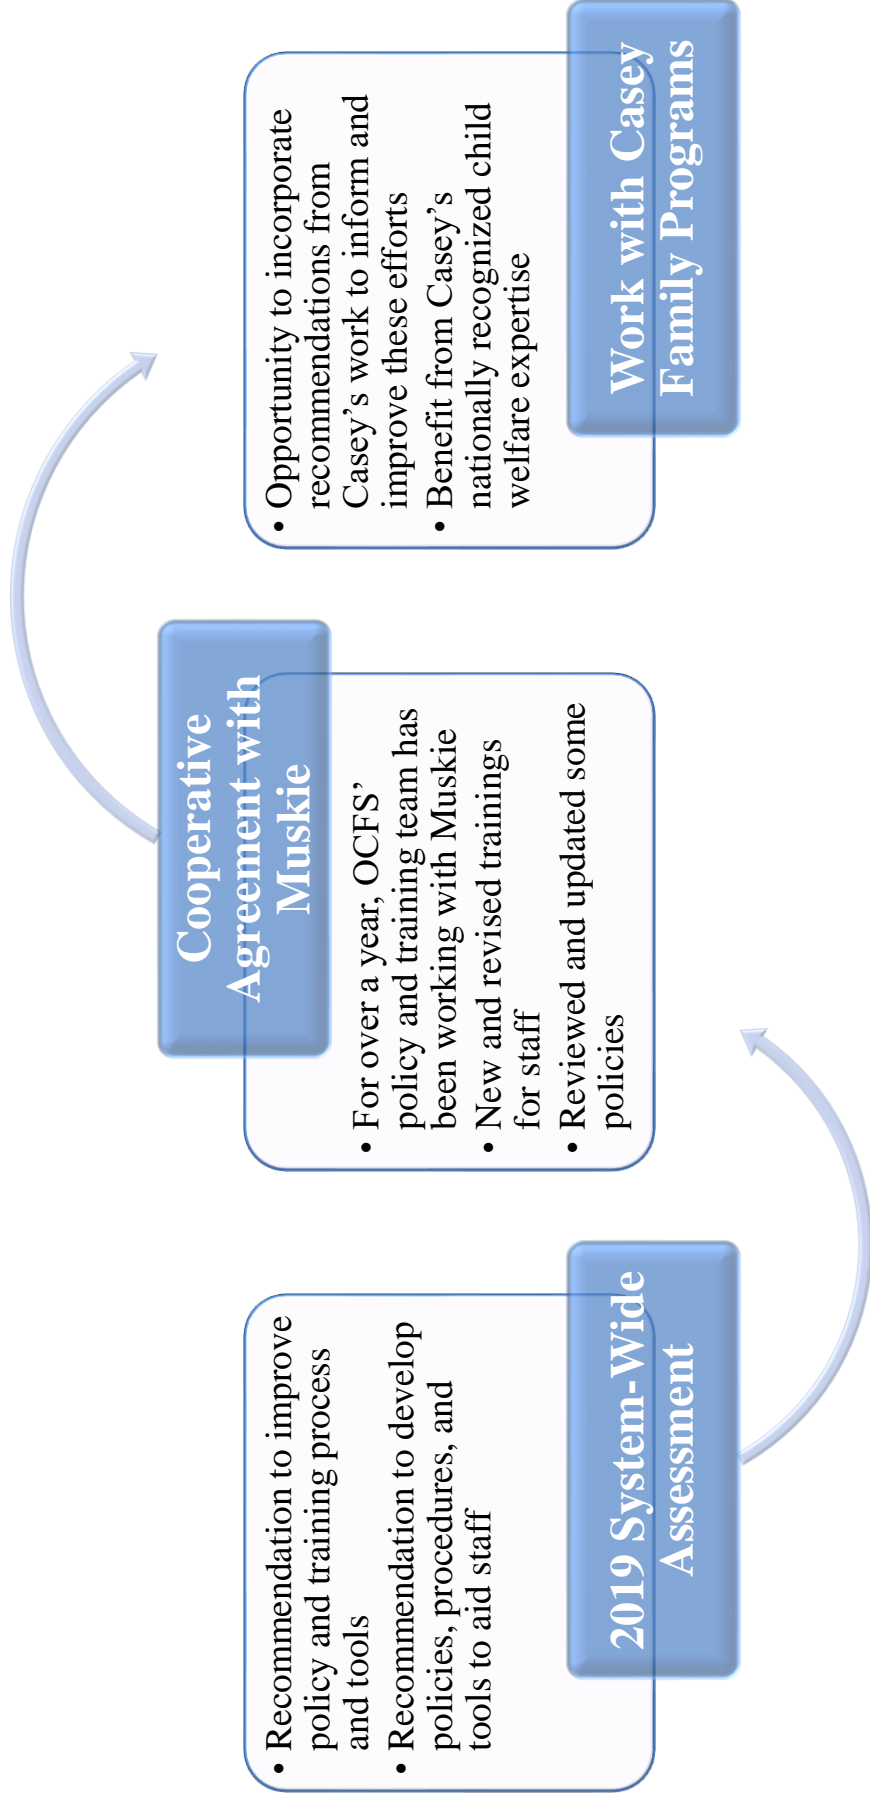 • Recommendation to improve
policy and training process
and tools
• Recommendation to develop
policies, procedures, and
tools to aid staff
2019 System-Wide
Assessment
Cooperative
Agreement with
Muskie
• For over a year, OCFS’
policy and training team has
been working with Muskie
• New and revised trainings
for staff
• Reviewed and updated some
policies
• Opportunity to incorporate
recommendations from
Casey’s work to inform and
improve these efforts
• Benefit from Casey’s
nationally recognized child
welfare expertise
Work with Casey
Family Programs